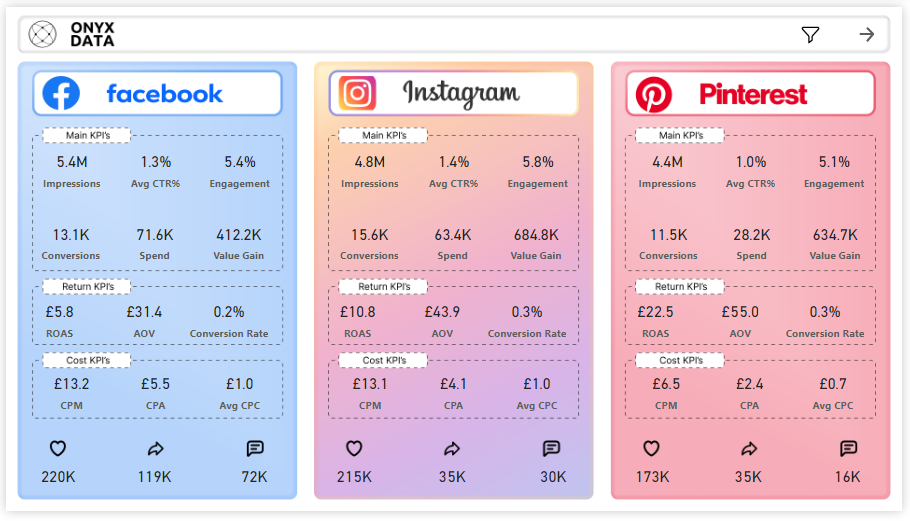 ONYX
DATA
facebook
Main KPI's
5.4M 1.3% 5.4%
Impressions Avg CTR% Engagement
13.1K 71.6K 412.2K
Conversions Spend Value Gain
Return KPI's
£5.8 £31.4 0.2%
ROAS AOV Conversion Rate
Cost KPI's
£13.2 £5.5 £1.0
CPM CPA Avg CPC
220K 119K 72K
Instagram
Main KPI's
4.8M 1.4% 5.8%
Impressions Avg CTR% Engagement
15.6K 63.4K 684.8K
Conversions Spend Value Gain
Return KPI's
£10.8 £43.9 0.3%
ROAS AOV Conversion Rate
Cost KPI's
£13.1 £4.1 £1.0
CPM CPA Avg CPC
215K 35K 30K
Pinterest
Main KPI's
4.4M 1.0% 5.1%
Impressions Avg CTR% Engagement
11.5K 28.2K 634.7K
Conversions Spend Value Gain
Return KPI's
£22.5 £55.0 0.3%
ROAS AOV Conversion Rate
Cost KPI's
£6.5 £2.4 £0.7
CPM CPA Avg CPC
173K 35K 16K